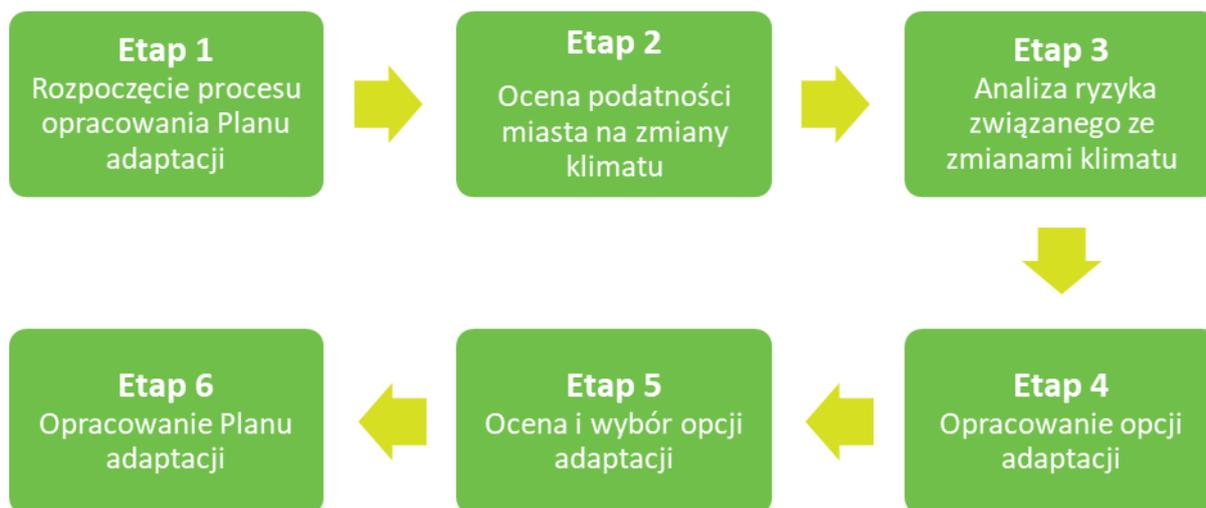 Etap 1
Rozpoczęcie procesu
opracowania Planu
adaptacji
Etap 2
Ocena podatności
miasta na zmiany
klimatu
Etap 3
Analiza ryzyka
związanego ze
zmianami klimatu
Etap 4
Opracowanie opcji
adaptacji
Etap 5
Ocena i wybór opcji
adaptacji
Etap 6
Opracowanie Planu
adaptacji